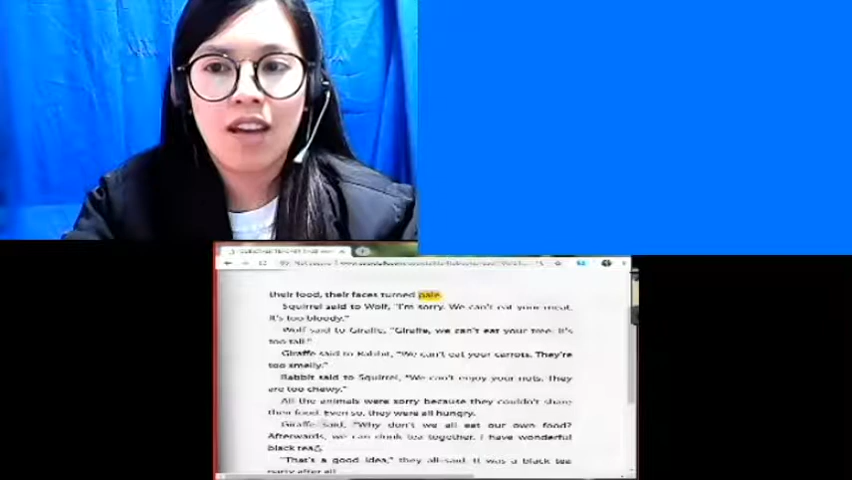 their food, their faces turned pale.
Squirrel said to Wolf, "I'm sorry. We can't eat your meat.
It's too bloody."
Wolf said to Giraffe, "Giraffe, we can't eat your tree. It's
too tall."
Giraffe said to Rabbit, "We can't eat your carrots. They're
too smelly."
Rabbit said to Squirrel, "We can't enjoy your nuts. They
are too chewy."
All the animals were sorry because they couldn't share
their food. Even so, they were all hungry.
Giraffe said, "Why don't we all eat our own food?
Afterwards, we can drink tea together. I have wonderful
black tea.
"That's a good idea," they all said. It was a black tea
party after all.